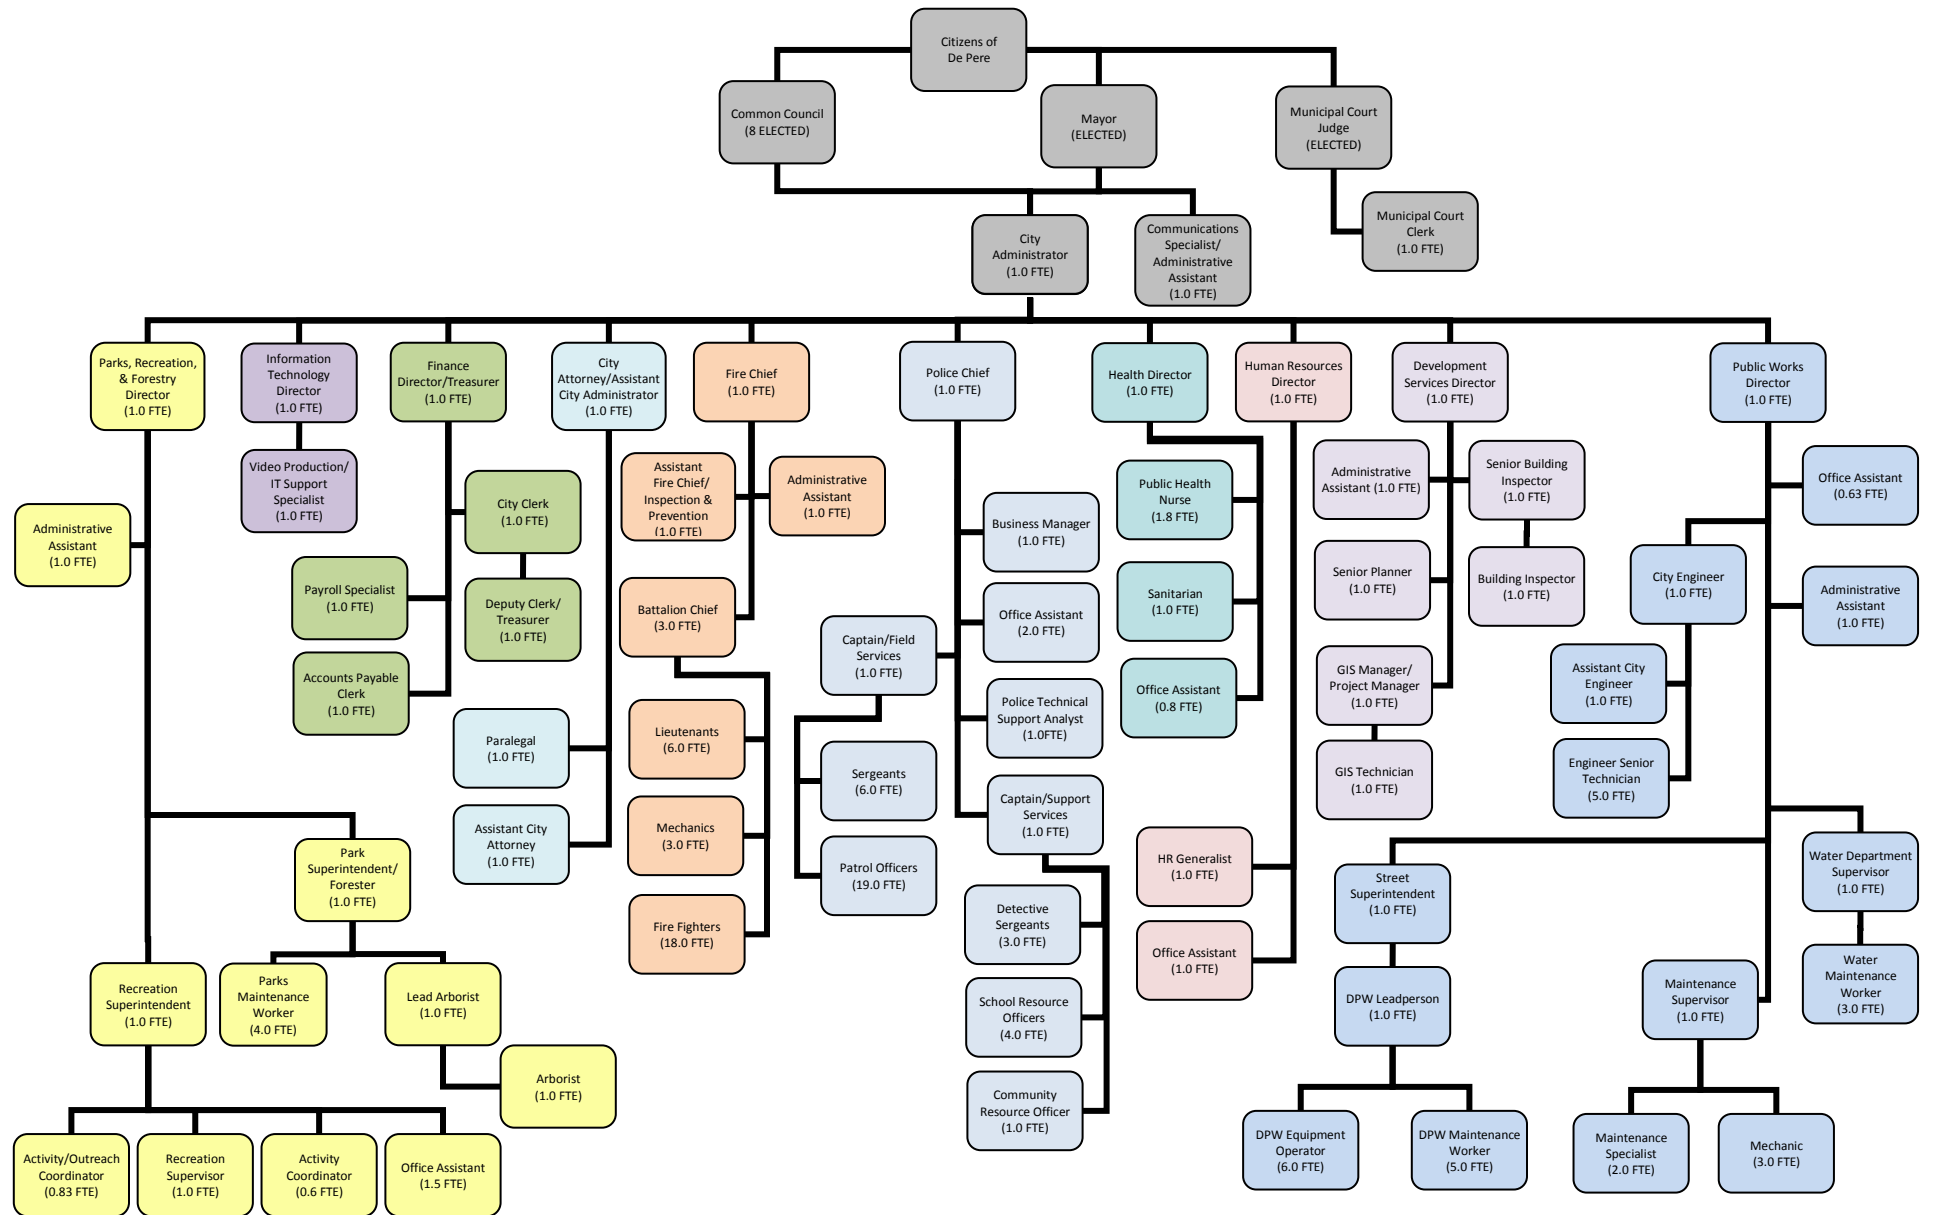 Citizens of
De Pere
Common Council
(8 ELECTED)
Mayor
(ELECTED)
Municipal Court
Judge
(ELECTED)
Municipal Court
Clerk
(1.0 FTE)
City
Administrator
(1.0 FTE)
Communications
Specialist/
Administrative
Assistant
(1.0 FTE)
Parks, Recreation,
& Forestry
Director
(1.0 FTE)
Information
Technology
Director
(1.0 FTE)
Finance
Director/Treasurer
(1.0 FTE)
City
Attorney/Assistant
City Administrator
(1.0 FTE)
Fire Chief
(1.0 FTE)
Police Chief
(1.0 FTE)
Health Director
(1.0 FTE)
Human Resources
Director
(1.0 FTE)
Development
Services Director
(1.0 FTE)
Public Works
Director
(1.0 FTE)
Administrative
Assistant
(1.0 FTE)
Park
Superintendent/
Forester
(1.0 FTE)
Recreation
Superintendent
(1.0 FTE)
Parks
Maintenance
Worker
(4.0 FTE)
Lead Arborist
(1.0 FTE)
Arborist
(1.0 FTE)
Activity/Outreach
Coordinator
(0.83 FTE)
Recreation
Supervisor
(1.0 FTE)
Activity
Coordinator
(0.6 FTE)
Office Assistant
(1.5 FTE)
Video Production/
IT Support
Specialist
(1.0 FTE)
City Clerk
(1.0 FTE)
Deputy Clerk/
Treasurer
(1.0 FTE)
Payroll Specialist
(1.0 FTE)
Accounts Payable
Clerk
(1.0 FTE)
Paralegal
(1.0 FTE)
Assistant City
Attorney
(1.0 FTE)
Assistant
Fire Chief/
Inspection &
Prevention
(1.0 FTE)
Administrative
Assistant
(1.0 FTE)
Battalion Chief
(3.0 FTE)
Lieutenants
(6.0 FTE)
Mechanics
(3.0 FTE)
Fire Fighters
(18.0 FTE)
Business Manager
(1.0 FTE)
Office Assistant
(2.0 FTE)
Captain/Field
Services
(1.0 FTE)
Police Technical
Support Analyst
(1.0FTE)
Sergeants
(6.0 FTE)
Patrol Officers
(19.0 FTE)
Captain/Support
Services
(1.0 FTE)
Detective
Sergeants
(3.0 FTE)
School Resource
Officers
(4.0 FTE)
Community
Resource Officer
(1.0 FTE)
Public Health
Nurse
(1.8 FTE)
Sanitarian
(1.0 FTE)
Office Assistant
(0.8 FTE)
HR Generalist
(1.0 FTE)
Office Assistant
(1.0 FTE)
Administrative
Assistant (1.0 FTE)
Senior Building
Inspector
(1.0 FTE)
Senior Planner
(1.0 FTE)
Building Inspector
(1.0 FTE)
GIS Manager/
Project Manager
(1.0 FTE)
GIS Technician
(1.0 FTE)
Office Assistant
(0.63 FTE)
City Engineer
(1.0 FTE)
Administrative
Assistant
(1.0 FTE)
Assistant City
Engineer
(1.0 FTE)
Engineer Senior
Technician
(5.0 FTE)
Street
Superintendent
(1.0 FTE)
DPW Leadperson
(1.0 FTE)
DPW Equipment
Operator
(6.0 FTE)
DPW Maintenance
Worker
(5.0 FTE)
Water Department
Supervisor
(1.0 FTE)
Water
Maintenance
Worker
(3.0 FTE)
Maintenance
Supervisor
(1.0 FTE)
Maintenance
Specialist
(2.0 FTE)
Mechanic
(3.0 FTE)